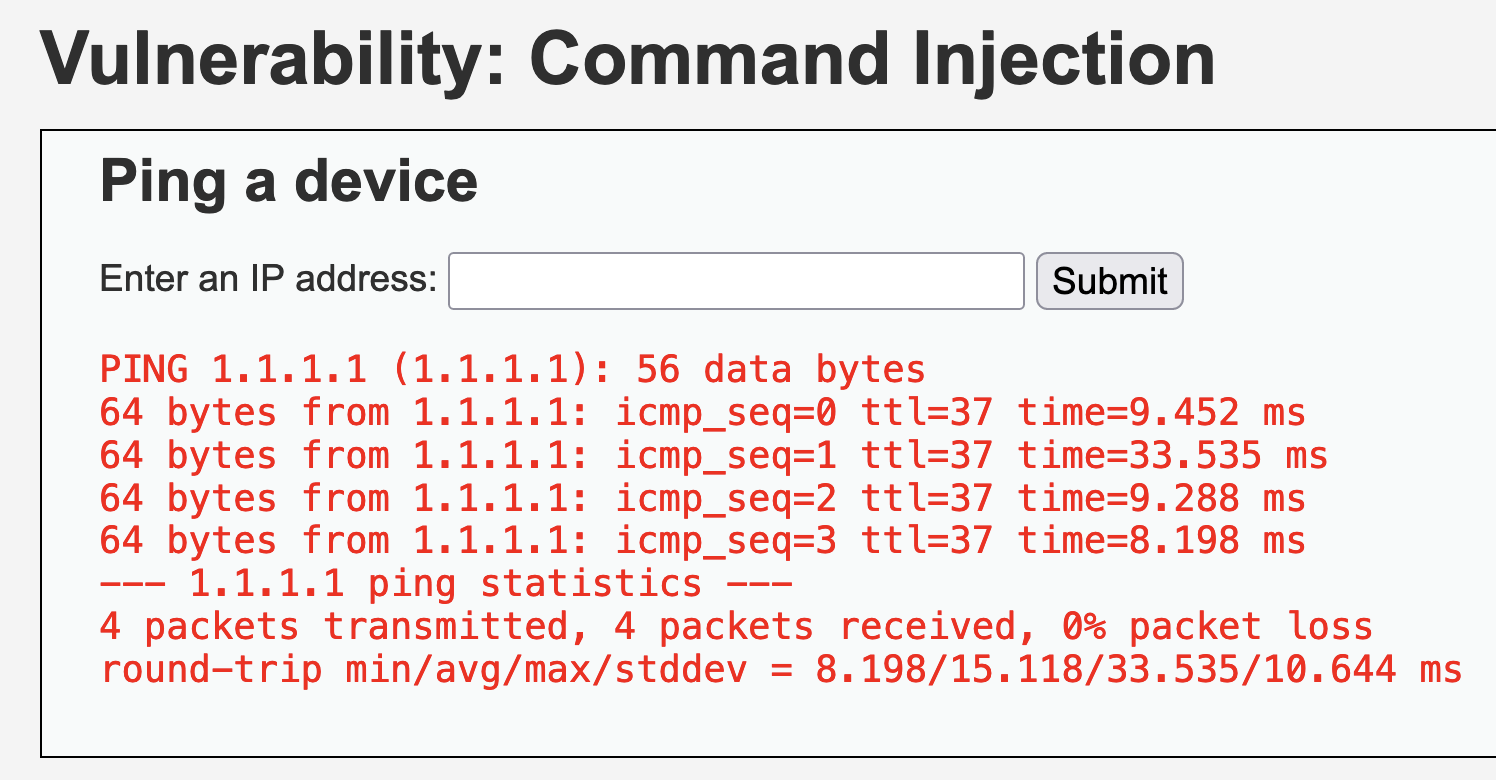 Vulnerability: Command Injection
Ping a device
Enter an IP address: Submit
PING 1.1.1.1 (1.1.1.1): 56 data bytes
64 bytes from 1.1.1.1: icmp_seq=0 ttl=37 time=9.452 ms
64 bytes from 1.1.1.1: icmp_seq=1 ttl=37 time=33.535 ms
64 bytes from 1.1.1.1: icmp_seq=2 ttl=37 time=9.288 ms
64 bytes from 1.1.1.1: icmp_seq=3 ttl=37 time=8.198 ms
--- 1.1.1.1 ping statistics ---
4 packets transmitted, 4 packets received, 0% packet loss
round-trip min/avg/max/stddev = 8.198/15.118/33.535/10.644 ms